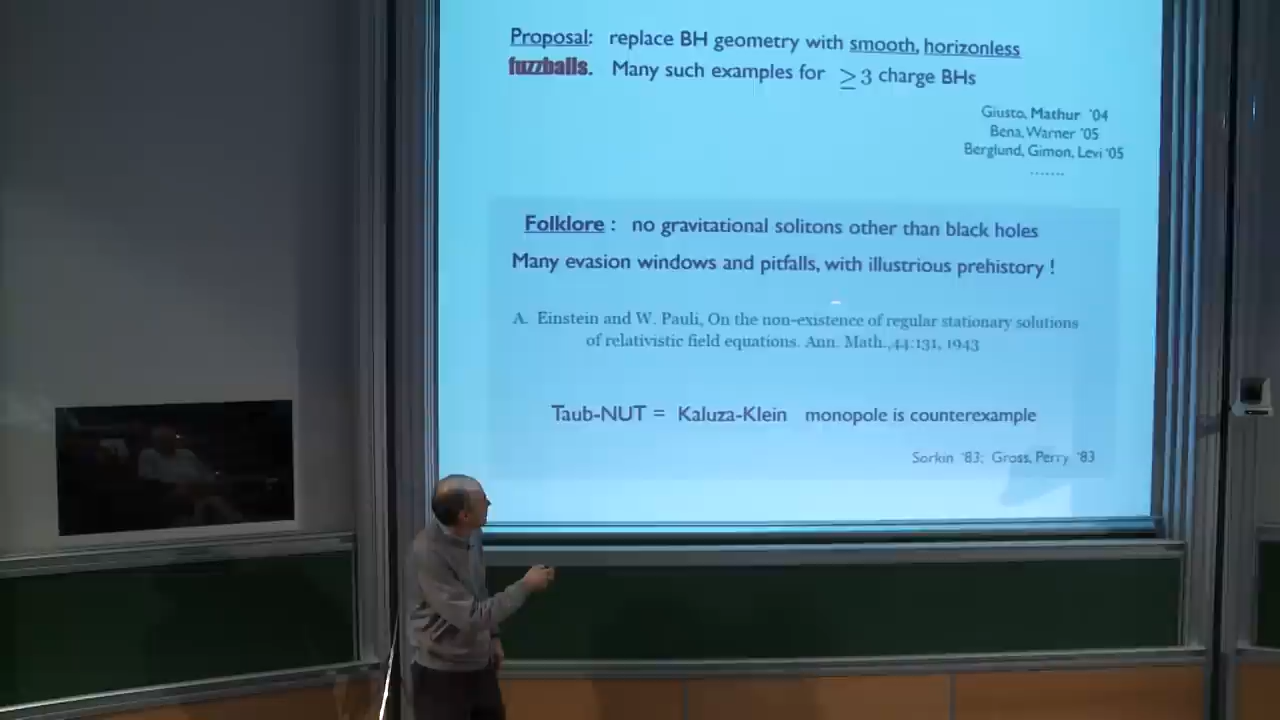 Proposal: replace BH geometry with smooth, horizonless
fuzzballs. Many such examples for ≥ 3 charge BHs
Giusto, Mathur '04
Bena, Warner '05
Berglund, Gimon, Levi '05
.......
Folklore : no gravitational solitons other than black holes
Many evasion windows and pitfalls, with illustrious prehistory !
A. Einstein and W. Pauli, On the non-existence of regular stationary solutions
of relativistic field equations. Ann. Math.,44:131, 1943
Taub-NUT = Kaluza-Klein monopole is counterexample
Sorkin '83; Gross, Perry '83